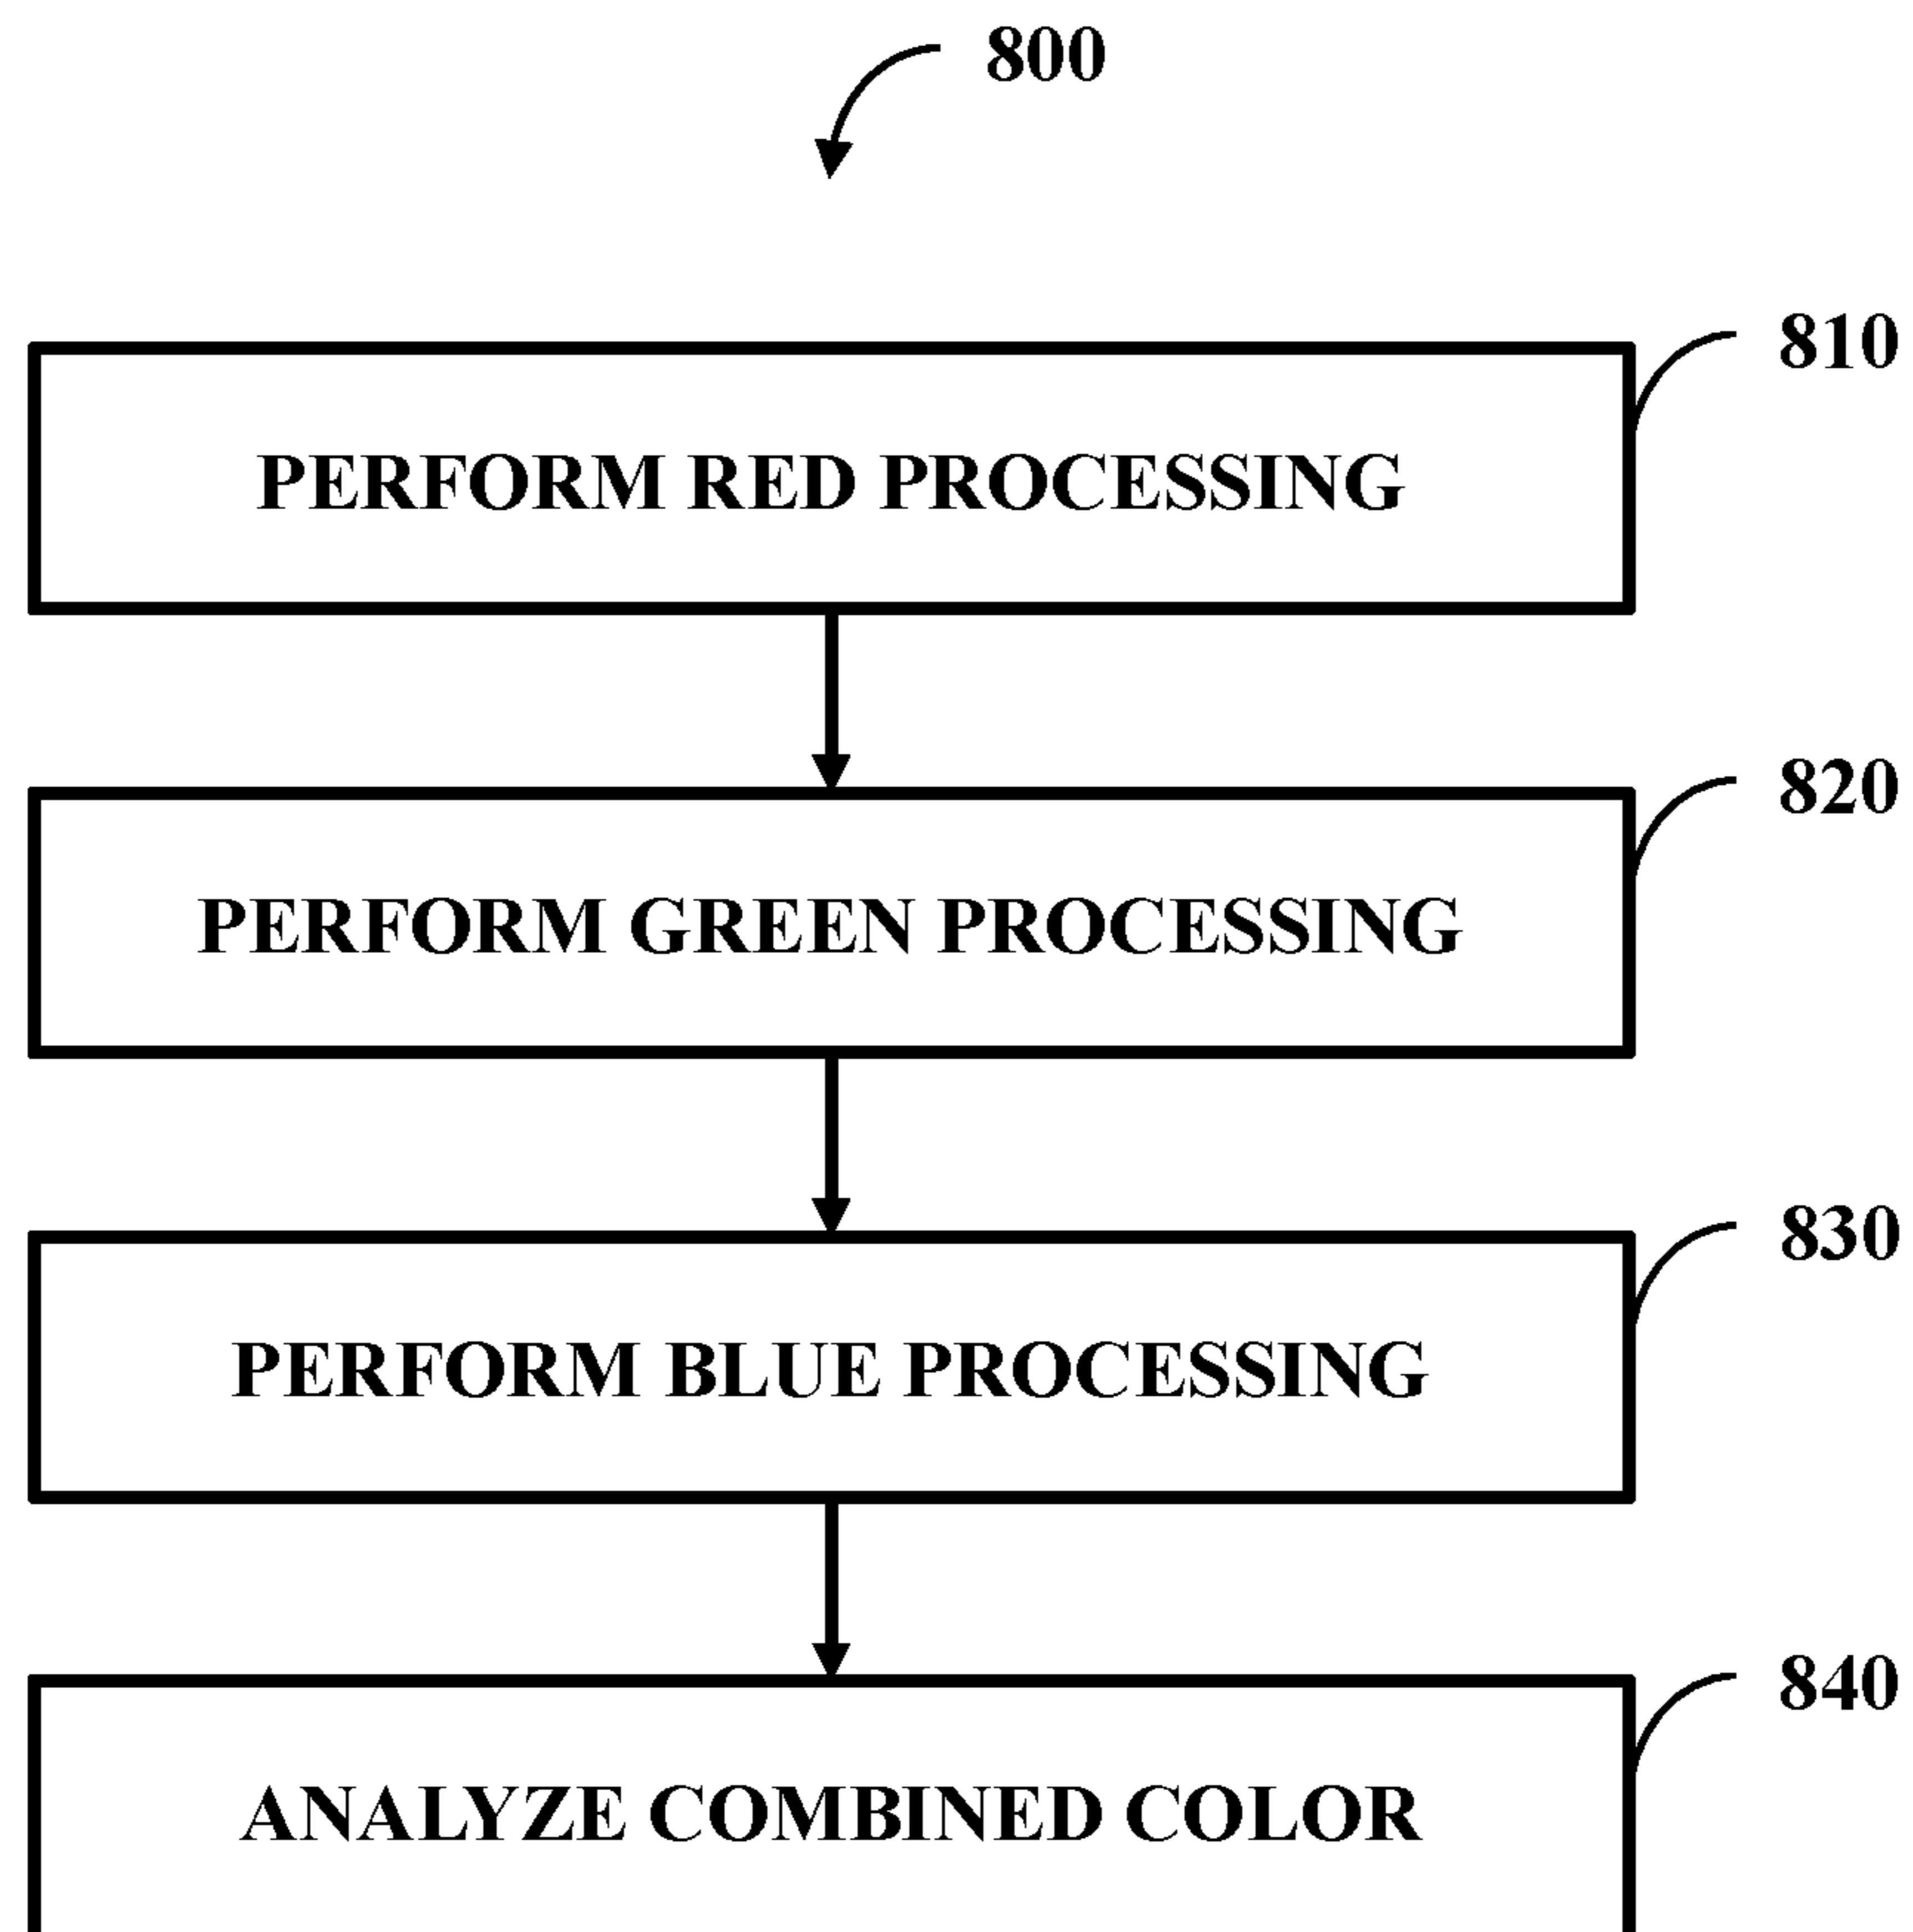 800
810
PERFORM RED PROCESSING
820
PERFORM GREEN PROCESSING
830
PERFORM BLUE PROCESSING
840
ANALYZE COMBINED COLOR